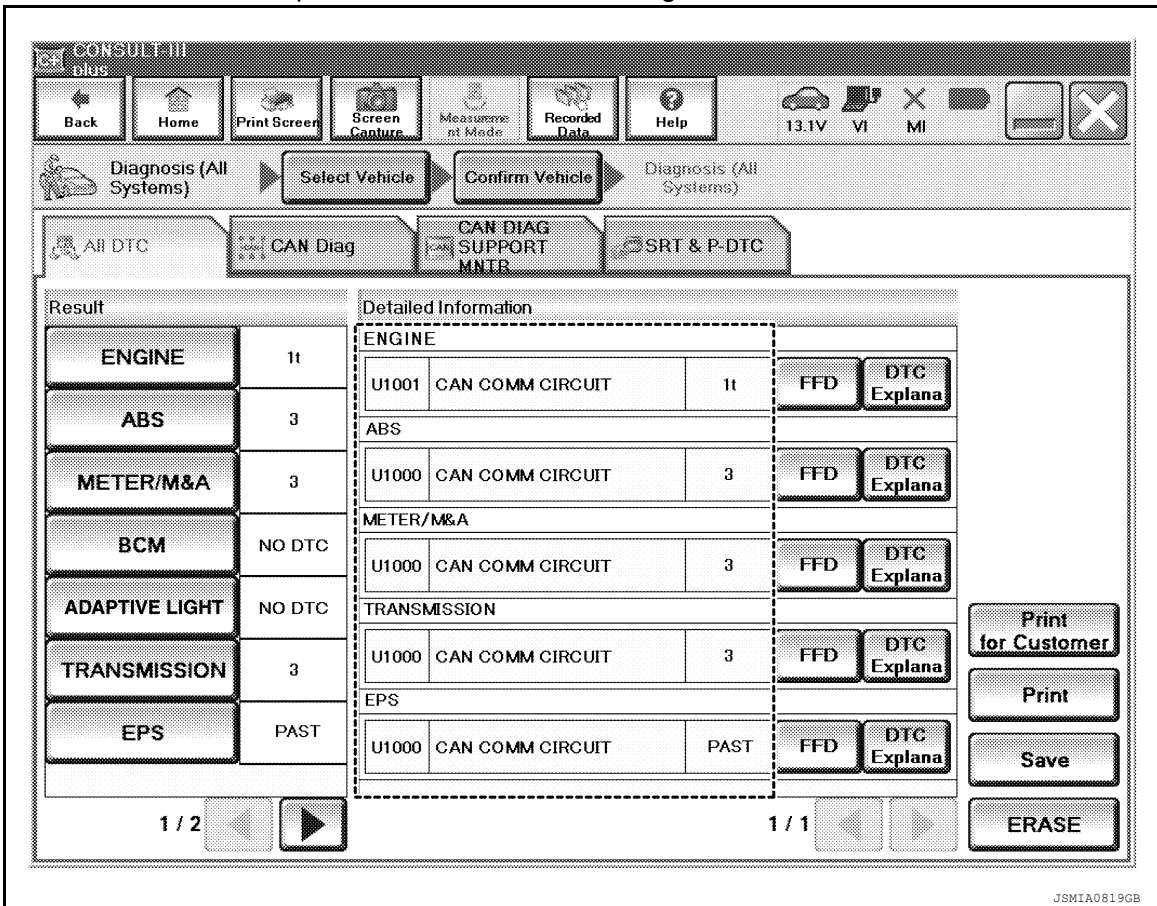 CONSULT-III
plus
Back
Home
Print Screen
Screen
Capture
Measureme
nt Mode
Recorded
Data
Help
13.1V
VI
MI
Diagnosis (All
Systems)
Select Vehicle
Confirm Vehicle
Diagnosis (All
Systems)
All DTC
CAN Diag
CAN DIAG
SUPPORT
MNTR
SRT & P-DTC
Result
ENGINE 1t
ABS 3
METER/M&A 3
BCM NO DTC
ADAPTIVE LIGHT NO DTC
TRANSMISSION 3
EPS PAST
1 / 2
Detailed Information
ENGINE
U1001 CAN COMM CIRCUIT 1t FFD DTC
Explana
ABS
U1000 CAN COMM CIRCUIT 3 FFD DTC
Explana
METER/M&A
U1000 CAN COMM CIRCUIT 3 FFD DTC
Explana
TRANSMISSION
U1000 CAN COMM CIRCUIT 3 FFD DTC
Explana
EPS
U1000 CAN COMM CIRCUIT PAST FFD DTC
Explana
1 / 1
Print
for Customer
Print
Save
ERASE
JSMIA0819GB